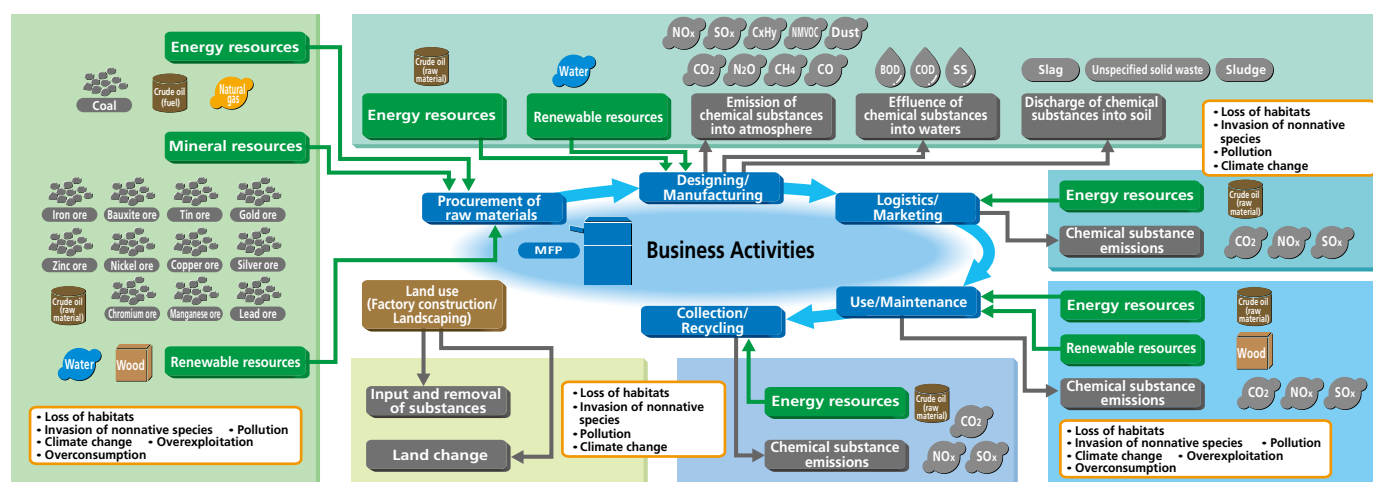 Energy resources
Coal
Crude oil
(fuel)
Natural
gas
Mineral resources
Iron ore
Bauxite ore
Tin ore
Gold ore
Zinc ore
Nickel ore
Copper ore
Silver ore
Crude oil
(raw
material)
Chromium ore
Manganese ore
Lead ore
Water
Wood
Renewable resources
• Loss of habitats
• Invasion of nonnative species • Pollution
• Climate change • Overexploitation
• Overconsumption
Crude oil
(raw
material)
Energy resources
Water
Renewable resources
NOx
SOx
CxHy
NMVOC
Dust
CO2
N2O
CH4
CO
Emission of
chemical substances
into atmosphere
BOD
COD
SS
Effluence of
chemical substances
into waters
Slag
Unspecified solid waste
Sludge
Discharge of chemical
substances into soil
• Loss of habitats
• Invasion of nonnative
species
• Pollution
• Climate change
Procurement of
raw materials
Designing/
Manufacturing
Logistics/
Marketing
MFP
Business Activities
Use/Maintenance
Collection/
Recycling
Energy resources
Crude oil
(raw
material)
Chemical substance
emissions
CO2
NOx
SOx
Energy resources
Crude oil
(raw
material)
Renewable resources
Wood
Chemical substance
emissions
CO2
NOx
SOx
• Loss of habitats
• Invasion of nonnative species • Pollution
• Climate change • Overexploitation
• Overconsumption
Land use
(Factory construction/
Landscaping)
Input and removal
of substances
Land change
• Loss of habitats
• Invasion of nonnative
species
• Pollution
• Climate change
Energy resources
Crude oil
(raw
material)
Chemical substance
emissions
CO2
NOx
SOx